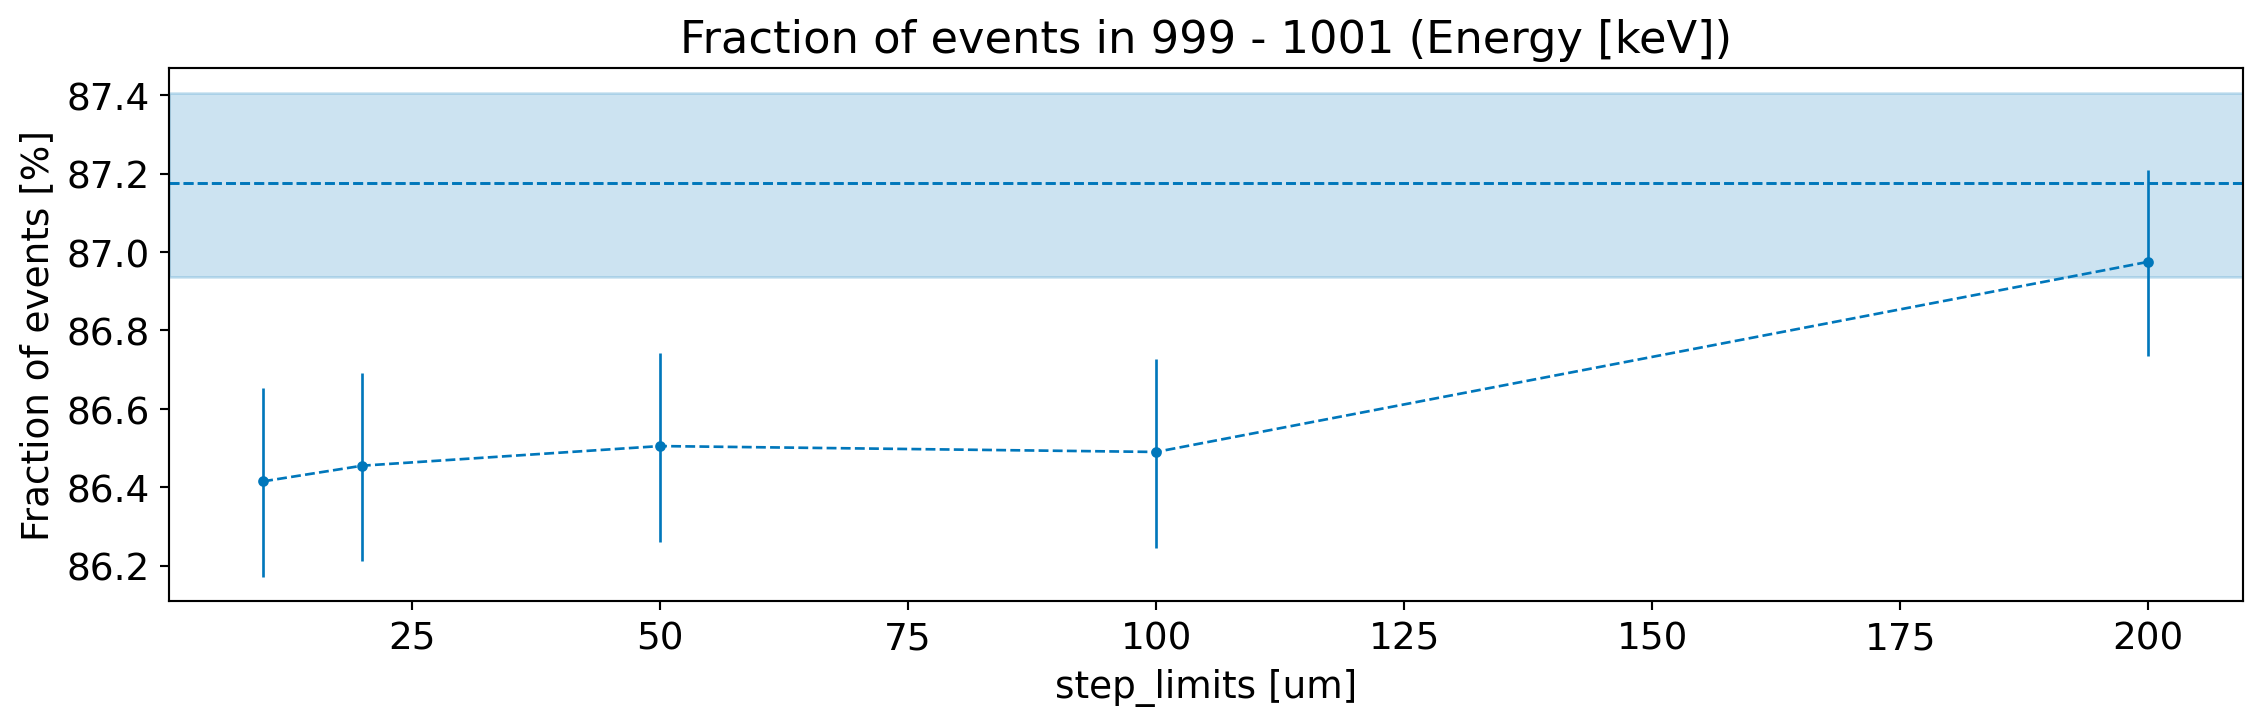 Fraction of events in 999 - 1001 (Energy [keV])
Fraction of events [%]
87.4
87.2
87.0
86.8
86.6
86.4
86.2
25 50 75 100 125 150 175 200
step_limits [um]